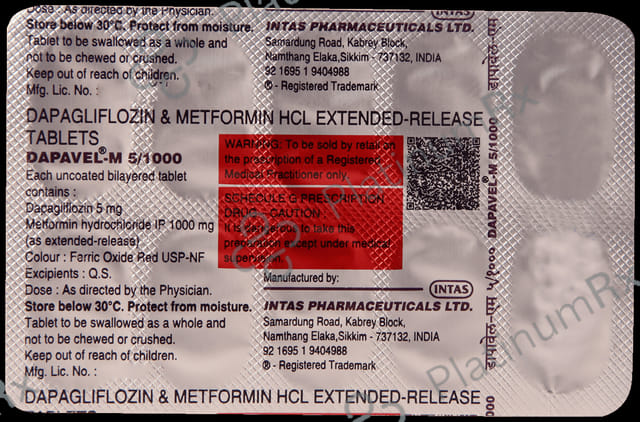 Dose : As directed by the Physician.
Store below 30°C. Protect from moisture.
Tablet to be swallowed as a whole and
not to be chewed or crushed.
Keep out of reach of children.
Mfg. Lic. No. :
INTAS
INTAS PHARMACEUTICALS LTD.
Samardung Road, Kabrey Block,
Namthang Elaka,Sikkim - 737132, INDIA
92 1695 1 9404988
® - Registered Trademark
DAPAGLIFLOZIN & METFORMIN HCL EXTENDED-RELEASE
TABLETS
DAPAVEL®-M 5/1000
Each uncoated bilayered tablet
contains :
Dapagliflozin 5 mg
Metformin hydrochloride IP 1000 mg
(as extended-release)
Colour : Ferric Oxide Red USP-NF
Excipients : Q.S.
Dose : As directed by the Physician.
Store below 30°C. Protect from moisture.
Tablet to be swallowed as a whole and
not to be chewed or crushed.
Keep out of reach of children.
Mfg. Lic. No. :
WARNING: To be sold by retail on
the prescription of a Registered
Medical Practitioner only.
SCHEDULE G PRESCRIPTION
DRUG - CAUTION
It is dangerous to take this
preparation except under medical
supervision.
Manufactured by:
INTAS
INTAS PHARMACEUTICALS LTD.
Samardung Road, Kabrey Block,
Namthang Elaka,Sikkim - 737132, INDIA
92 1695 1 9404988
® - Registered Trademark
DAPAGLIFLOZIN & METFORMIN HCL EXTENDED-RELEASE
TABLETS
डापावेल-एम ५/१००० DAPAVEL®-M 5/1000
डापावेल-एम
PlatinumRx
PlatinumRx